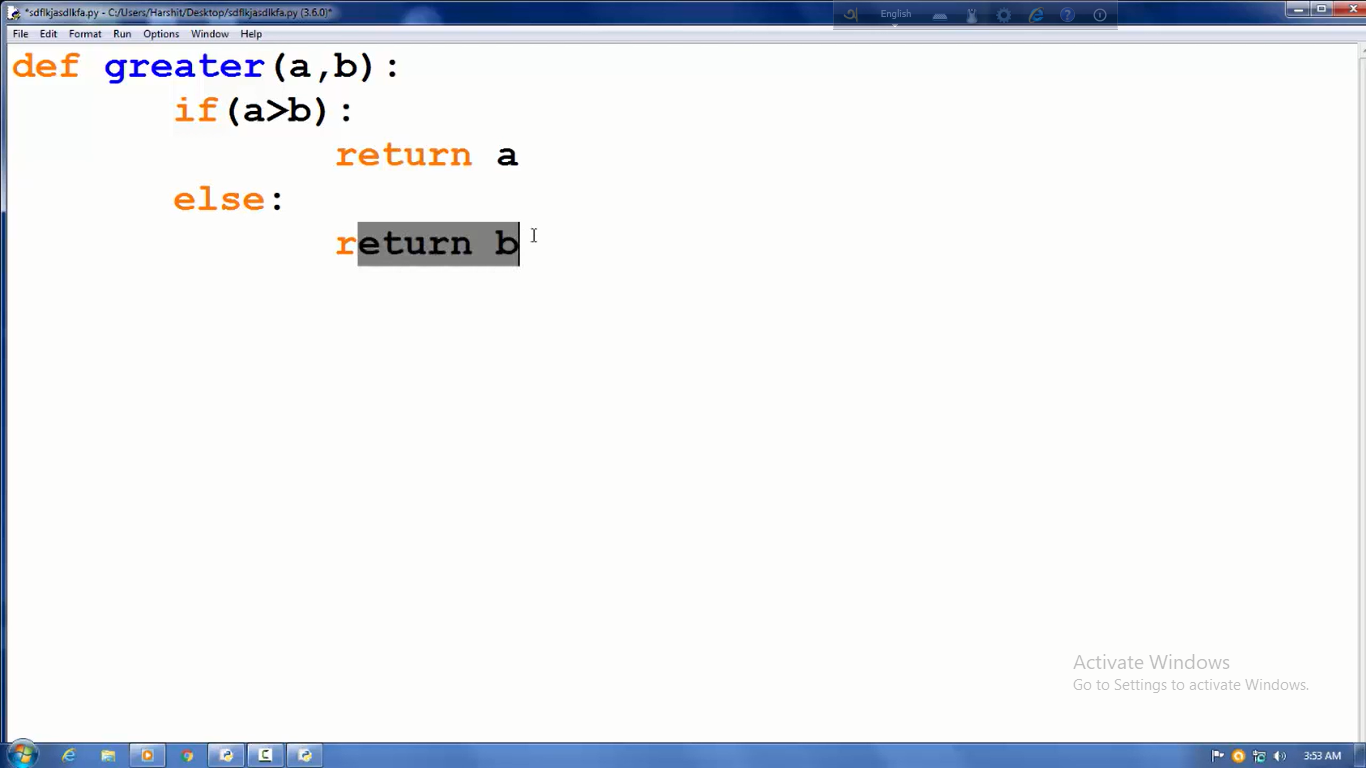 *sdflkjasdlkfa.py - C:/Users/Harshit/Desktop/sdflkjasdlkfa.py (3.6.0)*
English
File Edit Format Run Options Window Help
def greater(a,b):
if(a>b):
return a
else:
return b
Activate Windows
Go to Settings to activate Windows.
3:53 AM